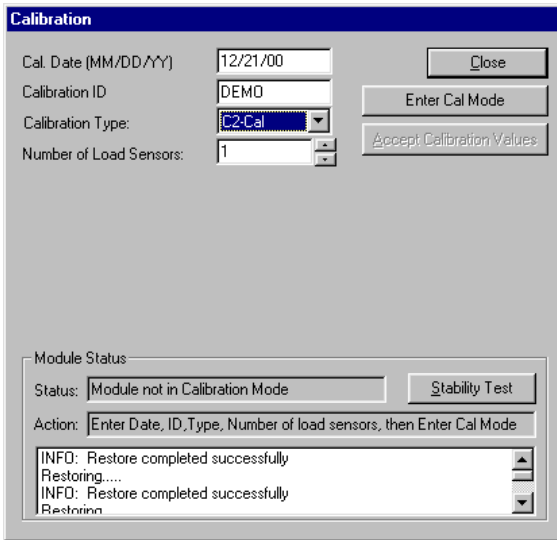 Calibration
Cal. Date (MM/DD/YY) 12/21/00 Close
Calibration ID DEMO Enter Cal Mode
Calibration Type: C2-Cal Accept Calibration Values
Number of Load Sensors: 1
Module Status
Status: Module not in Calibration Mode Stability Test
Action: Enter Date, ID,Type, Number of load sensors, then Enter Cal Mode
INFO: Restore completed successfully
Restoring.....
INFO: Restore completed successfully
Restoring